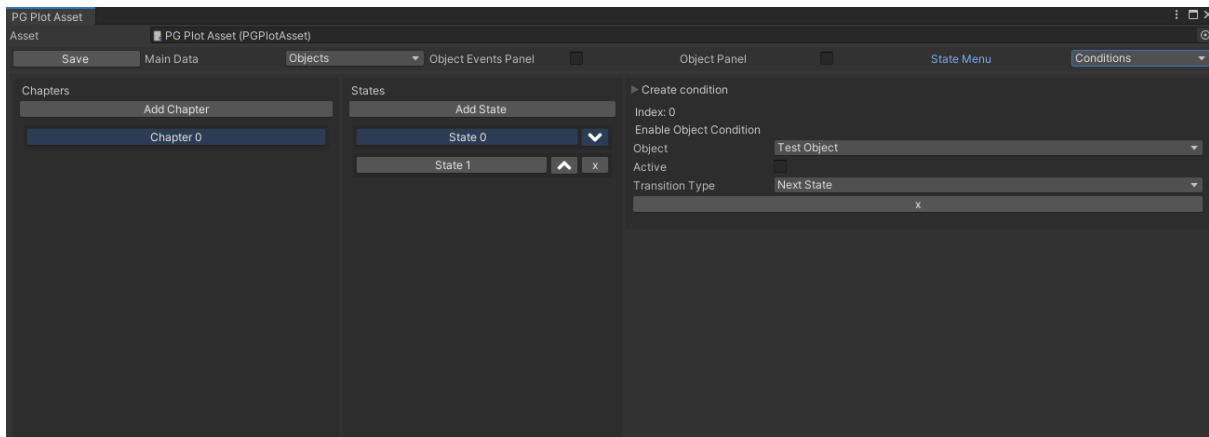 PG Plot Asset
Asset PG Plot Asset (PGPlotAsset)
Save Main Data Objects Object Events Panel Object Panel State Menu Conditions
Chapters
Add Chapter
Chapter 0
States
Add State
State 0
State 1 x
Create condition
Index: 0
Enable Object Condition
Object Test Object
Active
Transition Type Next State
x